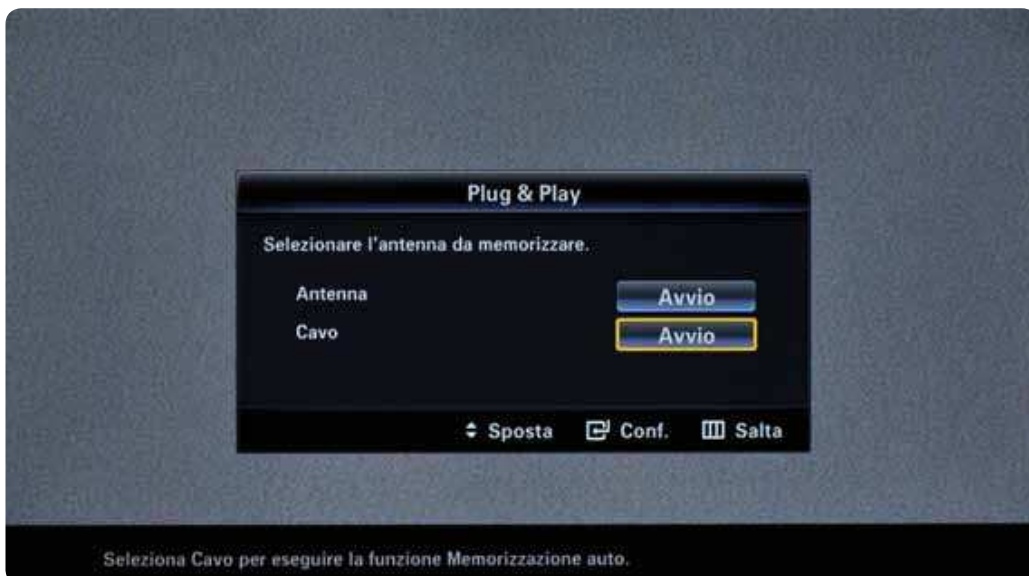 Plug & Play
Selezionare l'antenna da memorizzare.
Antenna Avvio
Cavo Avvio
Sposta Conf. Salta
Seleziona Cavo per eseguire la funzione Memorizzazione auto.